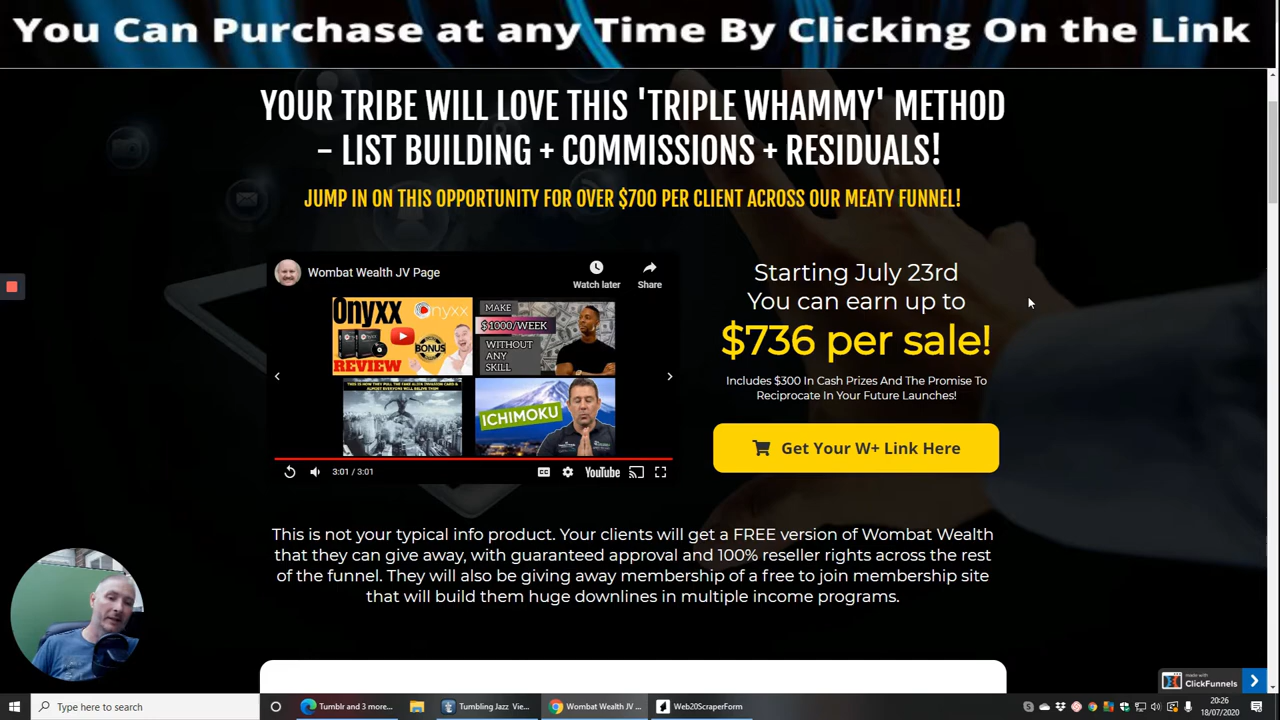 You Can Purchase at any Time By Clicking On the Link
YOUR TRIBE WILL LOVE THIS 'TRIPLE WHAMMY' METHOD
– LIST BUILDING + COMMISSIONS + RESIDUALS!
JUMP IN ON THIS OPPORTUNITY FOR OVER $700 PER CLIENT ACROSS OUR MEATY FUNNEL!
Wombat Wealth JV Page
Watch later
Share
Onyxx
Onyxx
BONUS
REVIEW
MAKE
$1000/WEEK
WITHOUT
ANY
SKILL
ICHIMOKU
3:01 / 3:01
CC
YouTube
Starting July 23rd
You can earn up to
$736 per sale!
Includes $300 In Cash Prizes And The Promise To
Reciprocate In Your Future Launches!
Get Your W+ Link Here
This is not your typical info product. Your clients will get a FREE version of Wombat Wealth
that they can give away, with guaranteed approval and 100% reseller rights across the rest
of the funnel. They will also be giving away membership of a free to join membership site
that will build them huge downlines in multiple income programs.
made with
ClickFunnels
Type here to search
Tumblr and 3 more...
Tumbling Jazz Vie...
Wombat Wealth JV ...
Web20ScraperForm
20:26
18/07/2020